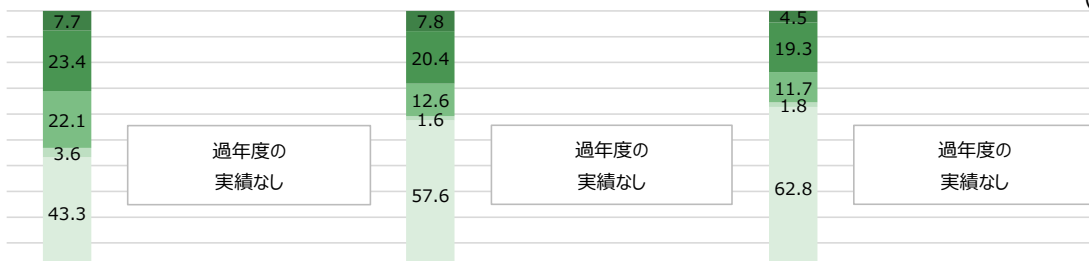 7.7
23.4
22.1
3.6
43.3
過年度の
実績なし
7.8
20.4
12.6
1.6
57.6
過年度の
実績なし
4.5
19.3
11.7
1.8
62.8
過年度の
実績なし